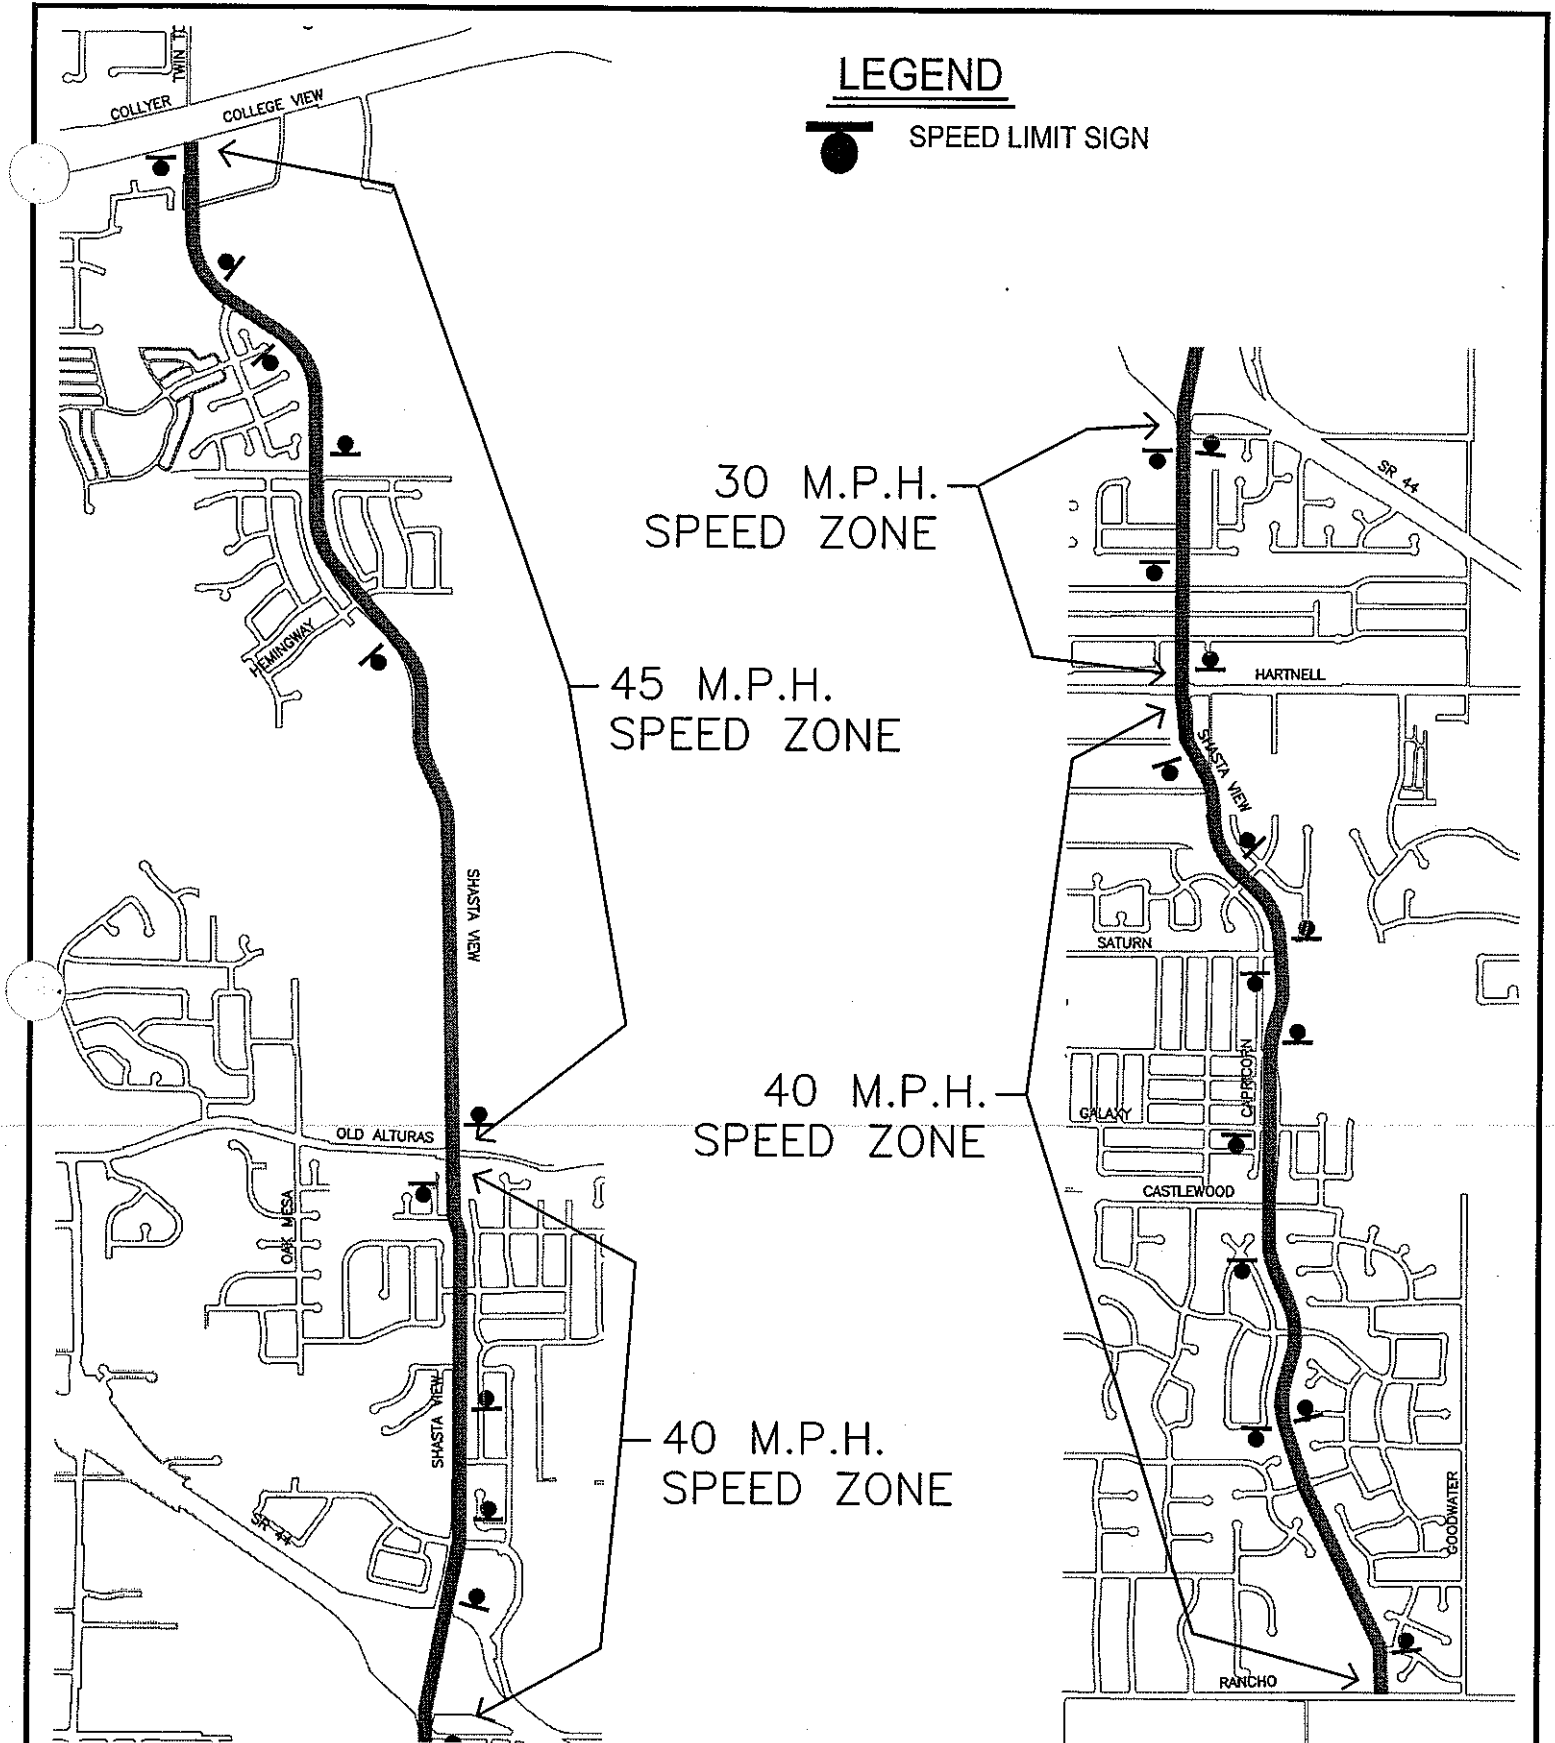 TWIN T
COLLYER
COLLEGE VIEW
LEGEND
SPEED LIMIT SIGN
HEMINGWAY
45 M.P.H.
SPEED ZONE
SHASTA VIEW
OLD ALTURAS
OAK MESA
SHASTA VIEW
SR 44
40 M.P.H.
SPEED ZONE
30 M.P.H.
SPEED ZONE
SR 44
HARTNELL
SHASTA VIEW
SATURN
CAPRICORN
GALAXY
40 M.P.H.
SPEED ZONE
CASTLEWOOD
GOODWATER
RANCHO